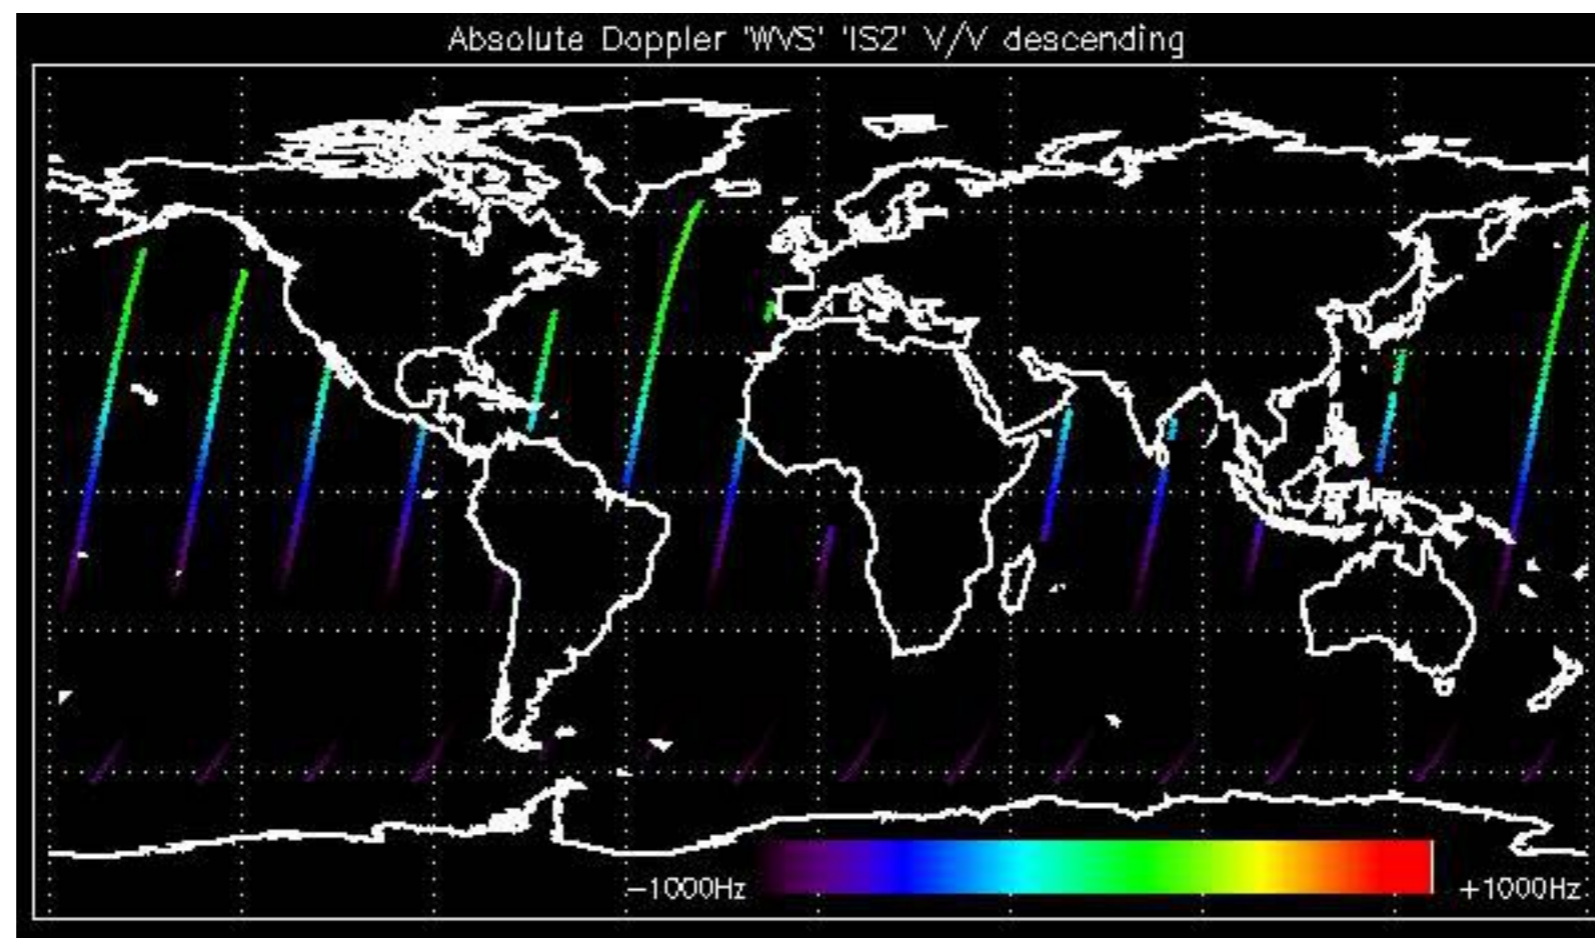 Absolute Doppler 'WVS' 'IS2' V/V descending
−1000Hz
+1000Hz